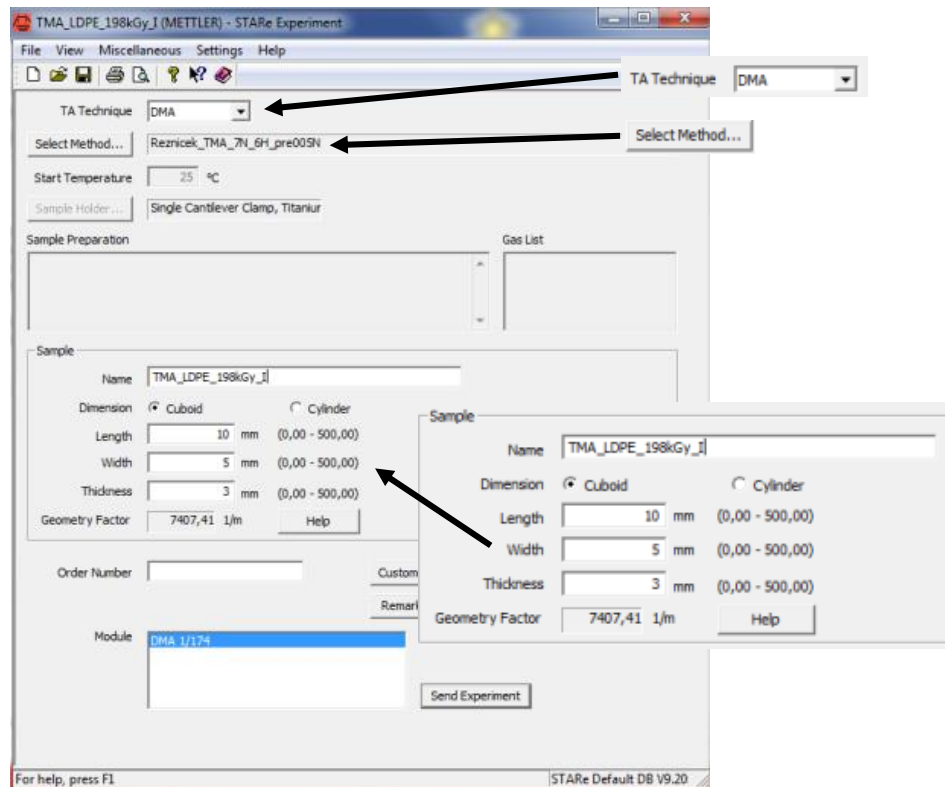 TMA_LDPE_198kGy_I (METTLER) - STARe Experiment
File View Miscellaneous Settings Help
TA Technique DMA
TA Technique DMA
Select Method... Reznicek_TMA_7N_6H_pre005N
Select Method...
Start Temperature 25 °C
Sample Holder... Single Cantilever Clamp, Titaniur
Sample Preparation Gas List
Sample
Name TMA_LDPE_198kGy_I
Dimension Cuboid Cylinder
Length 10 mm (0,00 - 500,00)
Width 5 mm (0,00 - 500,00)
Thickness 3 mm (0,00 - 500,00)
Geometry Factor 7407,41 1/m Help
Sample
Name TMA_LDPE_198kGy_I
Dimension Cuboid Cylinder
Length 10 mm (0,00 - 500,00)
Width 5 mm (0,00 - 500,00)
Thickness 3 mm (0,00 - 500,00)
Geometry Factor 7407,41 1/m Help
Order Number Custom
Remar
Module DMA 1/174
Send Experiment
For help, press F1 STARe Default DB V9.20